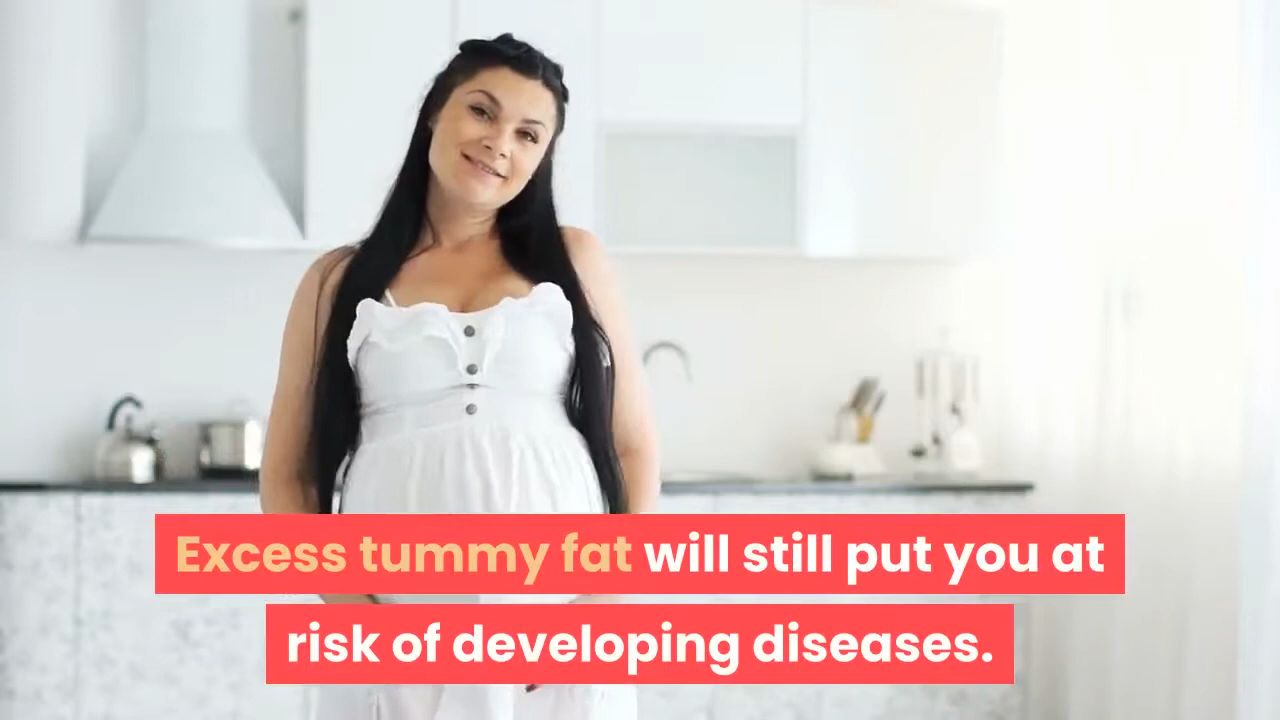 Excess tummy fat will still put you at
risk of developing diseases.